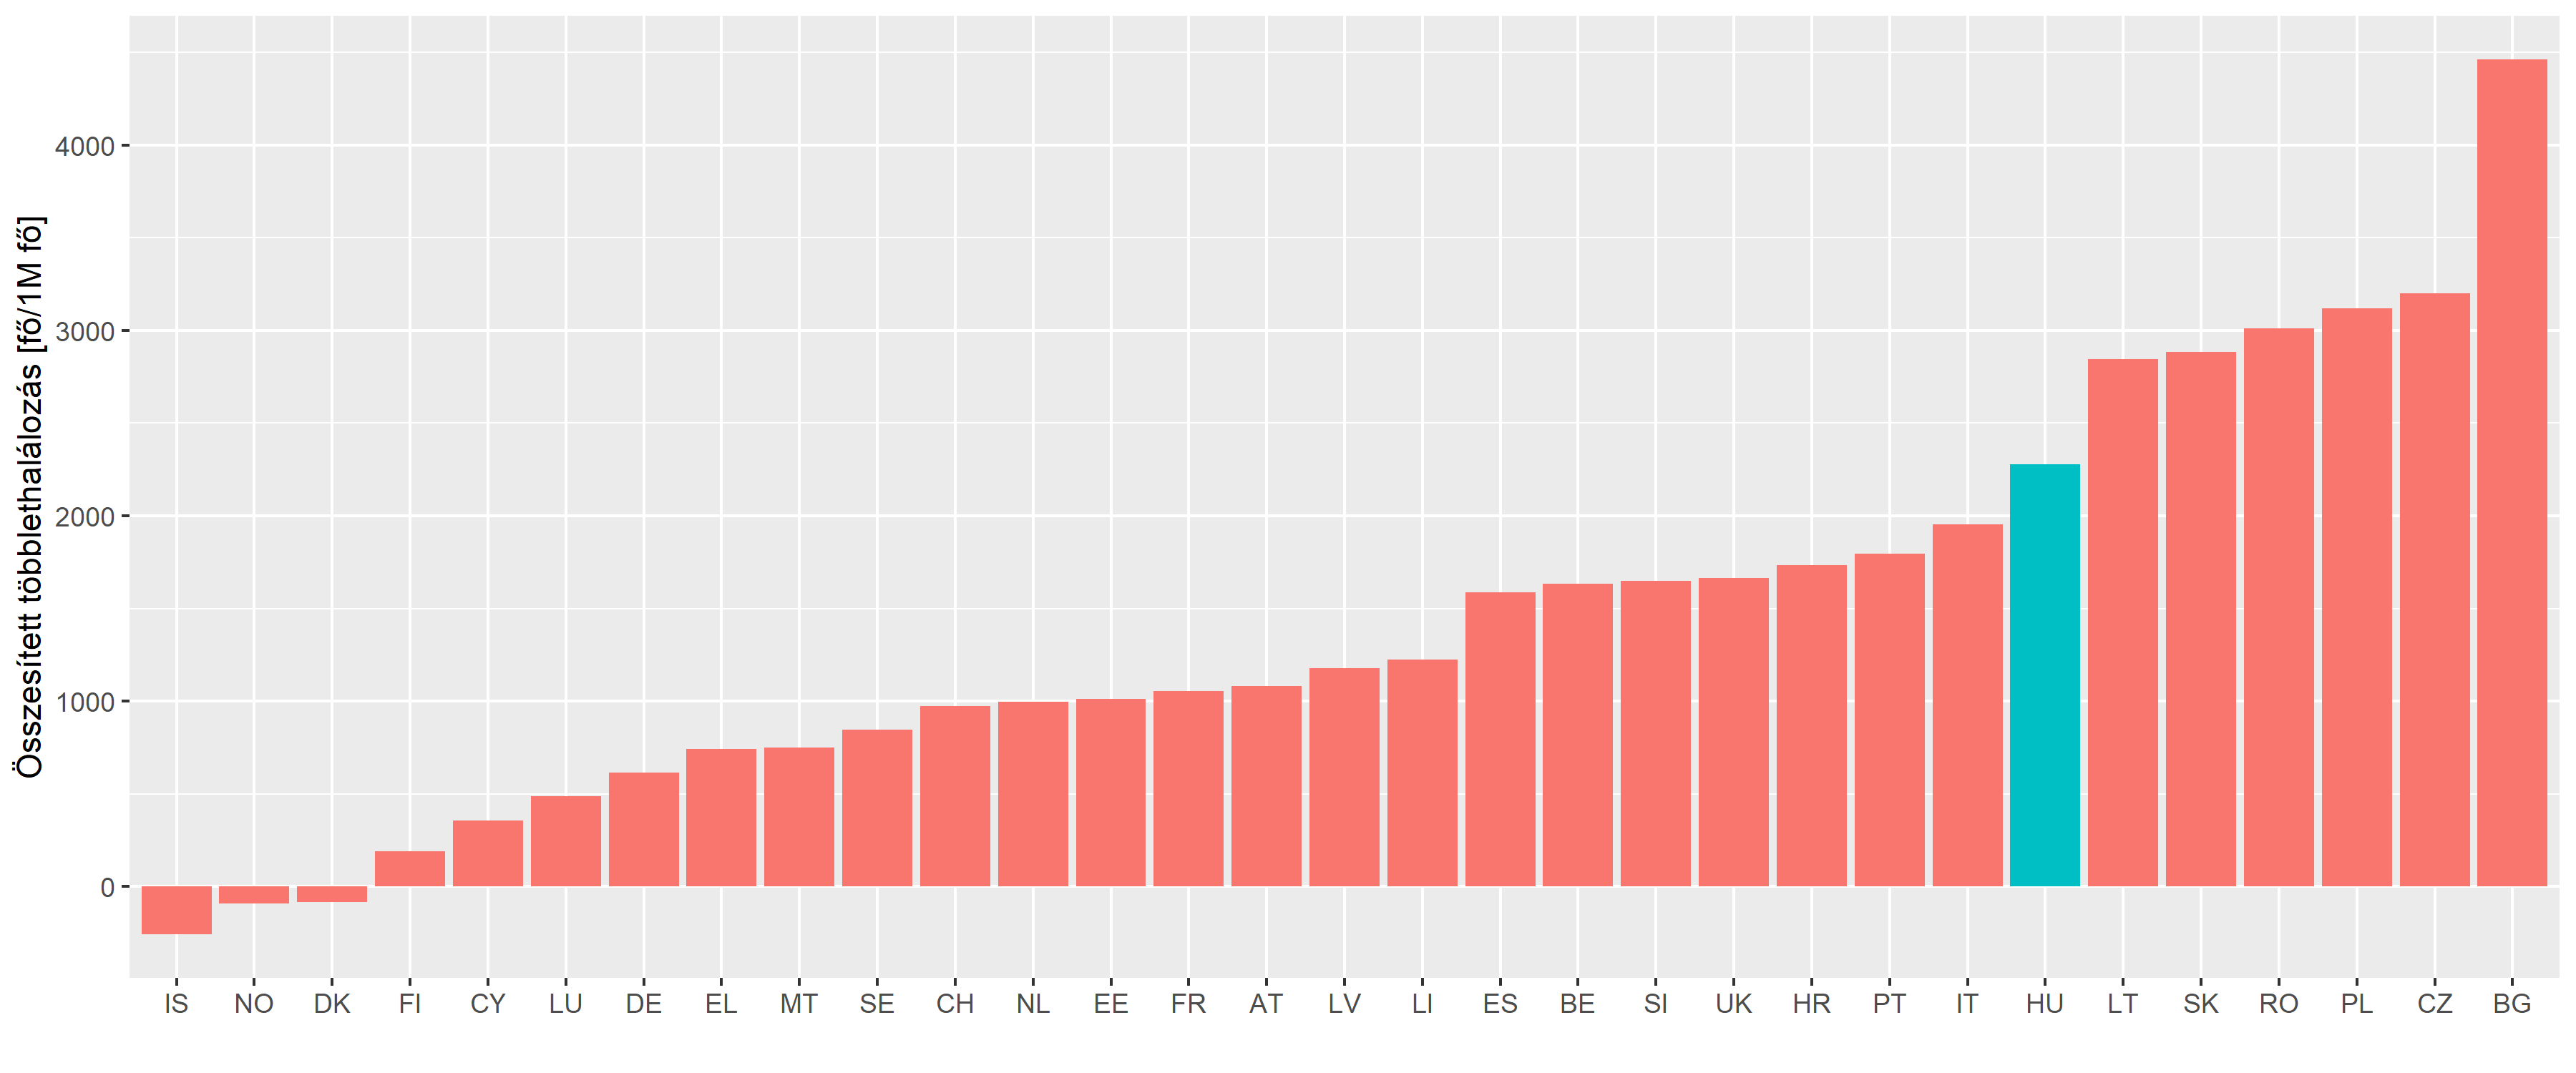 Összesített többlethalálozás [fő/1M fő]
4000
3000
2000
1000
0
IS NO DK FI CY LU DE EL MT SE CH NL EE FR AT LV LI ES BE SI UK HR PT IT HU LT SK RO PL CZ BG